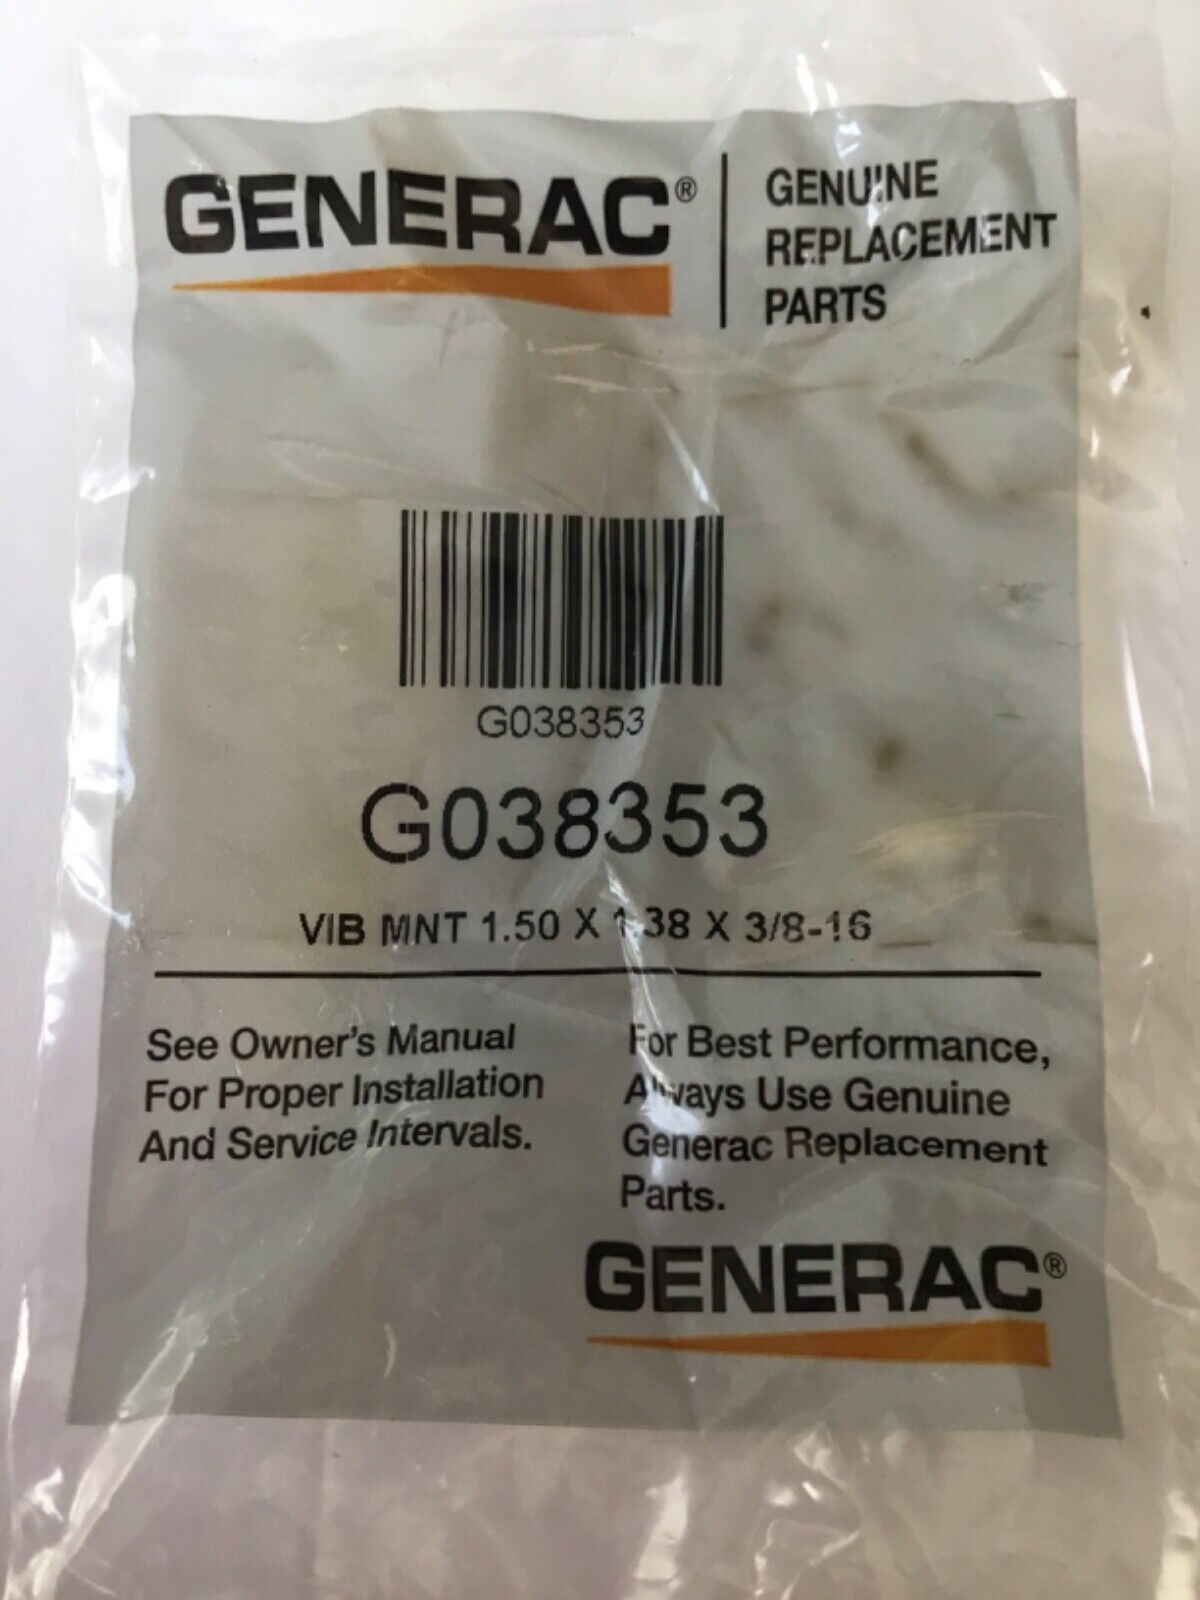 GENERAC®
GENUINE
REPLACEMENT
PARTS
G038353
G038353
VIB MNT 1.50 X 1.38 X 3/8-16
See Owner's Manual
For Proper Installation
And Service Intervals.
For Best Performance,
Always Use Genuine
Generac Replacement
Parts.
GENERAC®